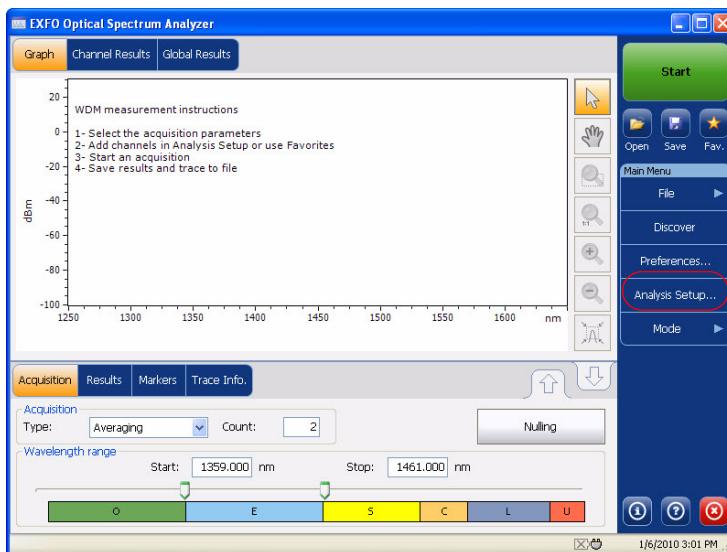 EXFO Optical Spectrum Analyzer
Graph
Channel Results
Global Results
20
0
-20
-40
-60
-80
-100
dBm
WDM measurement instructions
1- Select the acquisition parameters
2- Add channels in Analysis Setup or use Favorites
3- Start an acquisition
4- Save results and trace to file
1250
1300
1350
1400
1450
1500
1550
1600
nm
1:1
Start
Open
Save
Fav.
Main Menu
File
Discover
Preferences...
Analysis Setup...
Mode
Acquisition
Results
Markers
Trace Info.
Acquisition
Type:
Averaging
Count:
2
Nulling
Wavelength range
Start:
1359.000
nm
Stop:
1461.000
nm
O
E
S
C
L
U
1/6/2010 3:01 PM